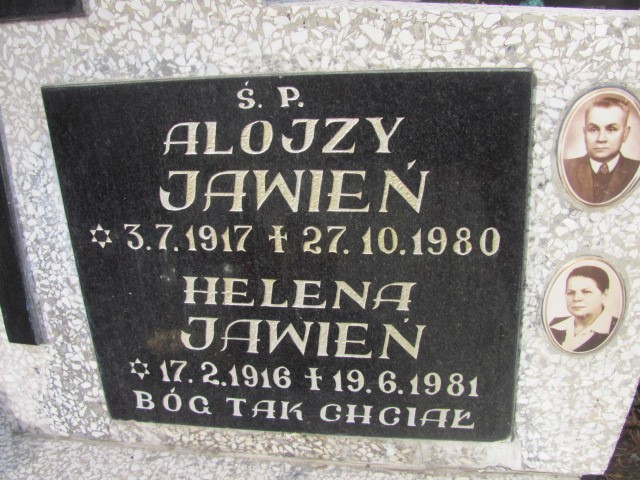 Ś. P.
ALOJZY
JAWIEŃ
✡ 3.7.1917 ✝ 27.10.1980
HELENA
JAWIEŃ
✡ 17.2.1916 ✝ 19.6.1981
BÓG TAK CHCIAŁ